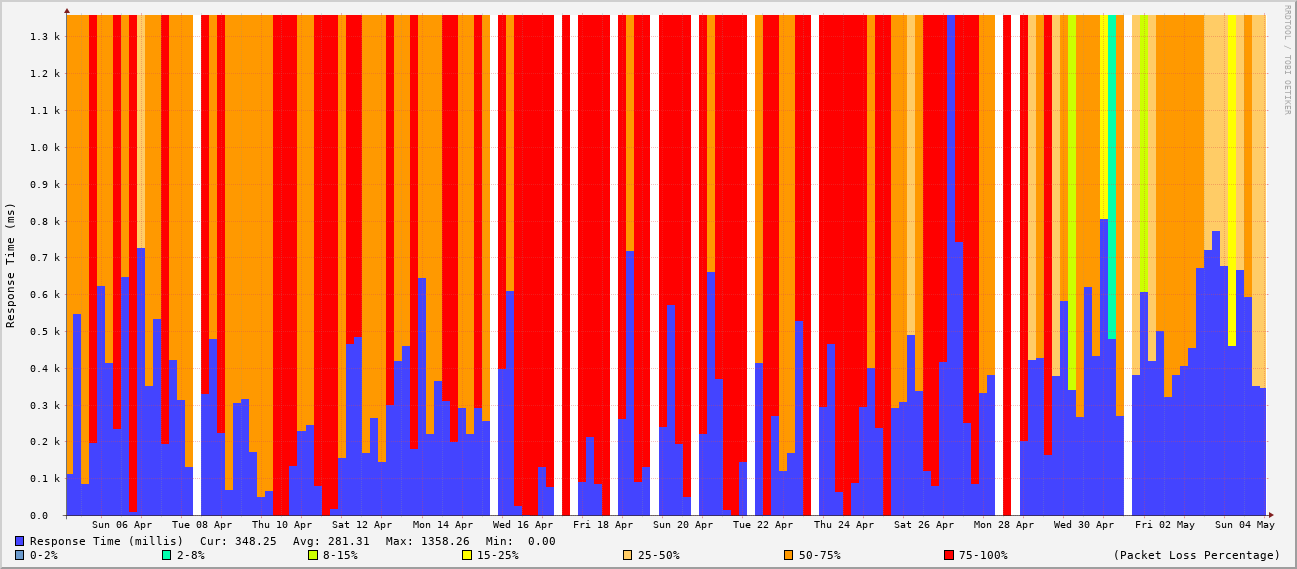 RRDTOOL / TOBI OETIKER
Response Time (ms)
1.3 k
1.2 k
1.1 k
1.0 k
0.9 k
0.8 k
0.7 k
0.6 k
0.5 k
0.4 k
0.3 k
0.2 k
0.1 k
0.0
Sun 06 Apr Tue 08 Apr Thu 10 Apr Sat 12 Apr Mon 14 Apr Wed 16 Apr Fri 18 Apr Sun 20 Apr Tue 22 Apr Thu 24 Apr Sat 26 Apr Mon 28 Apr Wed 30 Apr Fri 02 May Sun 04 May
Response Time (millis) Cur: 348.25 Avg: 281.31 Max: 1358.26 Min: 0.00
0-2% 2-8% 8-15% 15-25% 25-50% 50-75% 75-100% (Packet Loss Percentage)